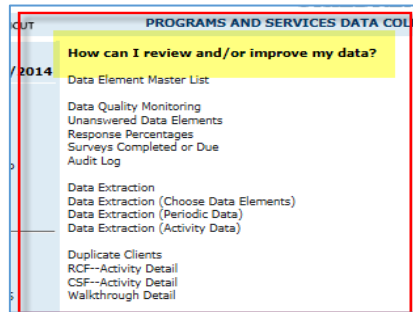 OUT
PROGRAMS AND SERVICES DATA COL
How can I review and/or improve my data?
/2014
Data Element Master List
Data Quality Monitoring
Unanswered Data Elements
Response Percentages
Surveys Completed or Due
Audit Log
Data Extraction
Data Extraction (Choose Data Elements)
Data Extraction (Periodic Data)
Data Extraction (Activity Data)
Duplicate Clients
RCF--Activity Detail
CSF--Activity Detail
Walkthrough Detail